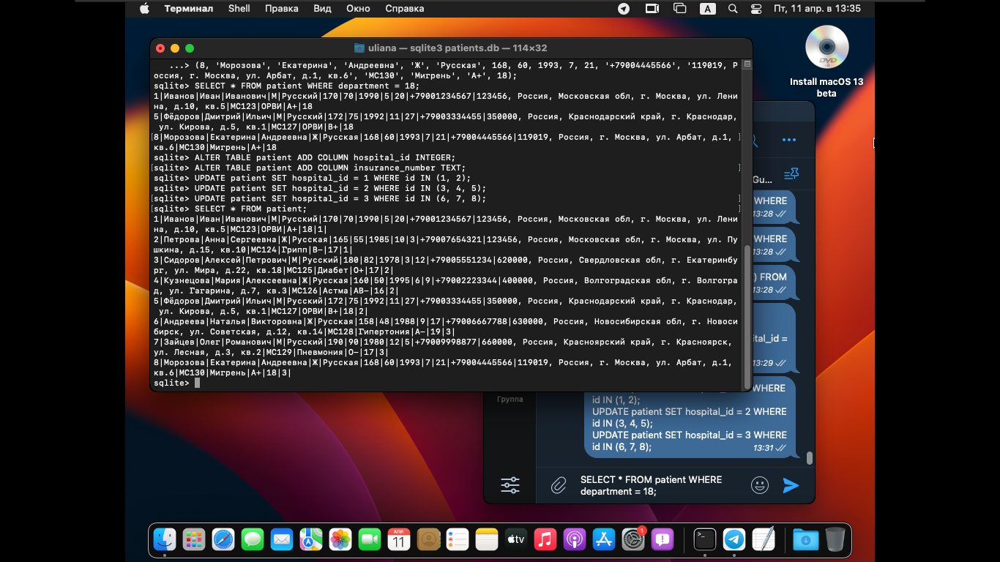 Терминал Shell Правка Вид Окно Справка A Пт, 11 апр. в 13:35
uliana — sqlite3 patients.db — 114×32
...> (8, 'Морозова', 'Екатерина', 'Андреевна', 'Ж', 'Русская', 168, 60, 1993, 7, 21, '+79004445566', '119019, Р
оссия, г. Москва, ул. Арбат, д.1, кв.6', 'МС130', 'Мигрень', 'A+', 18);
sqlite> SELECT * FROM patient WHERE department = 18;
1|Иванов|Иван|Иванович|М|Русский|170|70|1990|5|20|+79001234567|123456, Россия, Московская обл, г. Москва, ул. Лени
на, д.10, кв.5|МС123|ОРВИ|A+|18
5|Фёдоров|Дмитрий|Ильич|М|Русский|172|75|1992|11|27|+79003334455|350000, Россия, Краснодарский край, г. Краснодар,
ул. Кирова, д.5, кв.1|МС127|ОРВИ|B+|18
[8|Морозова|Екатерина|Андреевна|Ж|Русская|168|60|1993|7|21|+79004445566|119019, Россия, г. Москва, ул. Арбат, д.1, ]
кв.6|МС130|Мигрень|A+|18
sqlite> ALTER TABLE patient ADD COLUMN hospital_id INTEGER;
[sqlite> ALTER TABLE patient ADD COLUMN insurance_number TEXT; ]
sqlite> UPDATE patient SET hospital_id = 1 WHERE id IN (1, 2);
sqlite> UPDATE patient SET hospital_id = 2 WHERE id IN (3, 4, 5);
[sqlite> UPDATE patient SET hospital_id = 3 WHERE id IN (6, 7, 8); ]
[sqlite> SELECT * FROM patient; ]
1|Иванов|Иван|Иванович|М|Русский|170|70|1990|5|20|+79001234567|123456, Россия, Московская обл, г. Москва, ул. Лени
на, д.10, кв.5|МС123|ОРВИ|A+|18|1|
2|Петрова|Анна|Сергеевна|Ж|Русская|165|55|1985|10|3|+79007654321|123456, Россия, Московская обл, г. Москва, ул. Пу
шкина, д.15, кв.10|МС124|Грипп|B-|17|1|
3|Сидоров|Алексей|Петрович|М|Русский|180|82|1978|3|12|+79005551234|620000, Россия, Свердловская обл, г. Екатеринбу
рг, ул. Мира, д.22, кв.18|МС125|Диабет|O+|17|2|
4|Кузнецова|Мария|Алексеевна|Ж|Русская|160|50|1995|6|9|+79002223344|400000, Россия, Волгоградская обл, г. Волгогра
д, ул. Гагарина, д.7, кв.3|МС126|Астма|AB-|16|2|
5|Фёдоров|Дмитрий|Ильич|М|Русский|172|75|1992|11|27|+79003334455|350000, Россия, Краснодарский край, г. Краснодар,
ул. Кирова, д.5, кв.1|МС127|ОРВИ|B+|18|2|
6|Андреева|Наталья|Викторовна|Ж|Русская|158|48|1988|9|17|+79006667788|630000, Россия, Новосибирская обл, г. Новоси
бирск, ул. Советская, д.12, кв.14|МС128|Гипертония|A-|19|3|
7|Зайцев|Олег|Романович|М|Русский|190|90|1980|12|5|+79009998877|660000, Россия, Красноярский край, г. Красноярск,
ул. Лесная, д.3, кв.2|МС129|Пневмония|O-|17|3|
8|Морозова|Екатерина|Андреевна|Ж|Русская|168|60|1993|7|21|+79004445566|119019, Россия, г. Москва, ул. Арбат, д.1,
кв.6|МС130|Мигрень|A+|18|3|
sqlite>
DVD
Install macOS 13
beta
Gu...
WHERE
13:28
WHERE
13:28
) FROM
13:28
ital_id =
13:29
WHERE
id IN (1, 2);
UPDATE patient SET hospital_id = 2 WHERE
id IN (3, 4, 5);
UPDATE patient SET hospital_id = 3 WHERE
id IN (6, 7, 8); 13:31
Группа
SELECT * FROM patient WHERE
department = 18;
АПР.
11
tv
1